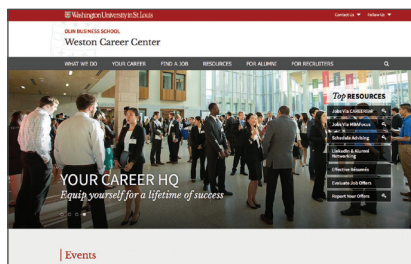 Washington University in St. Louis
Contact Us
Follow Us
OLIN BUSINESS SCHOOL
Weston Career Center
WHAT WE DO
YOUR CAREER
FIND A JOB
RESOURCES
FOR ALUMNI
FOR RECRUITERS
Top RESOURCES
Jobs Via CAREERlink
Jobs Via MBAFocus
Schedule Advising
LinkedIn & Alumni
Networking
Effective Résumés
Evaluate Job Offers
Report Your Offers
YOUR CAREER HQ
Equip yourself for a lifetime of success
Events